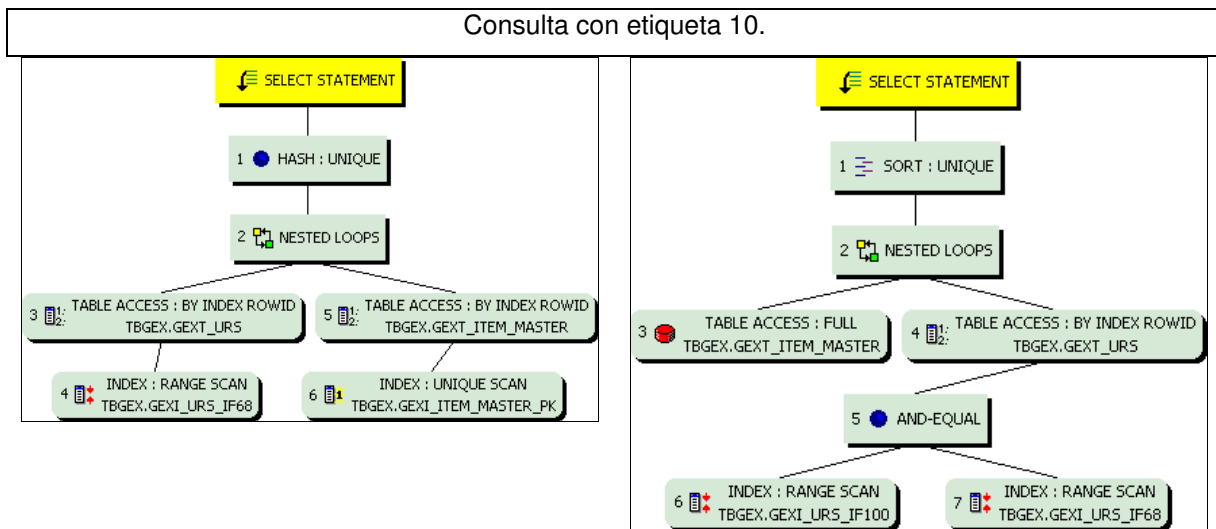 Consulta con etiqueta 10.
SELECT STATEMENT
1 HASH : UNIQUE
2 NESTED LOOPS
3 TABLE ACCESS : BY INDEX ROWID
TBGEX.GEXT_URS
5 TABLE ACCESS : BY INDEX ROWID
TBGEX.GEXT_ITEM_MASTER
4 INDEX : RANGE SCAN
TBGEX.GEXI_URS_IF68
6 INDEX : UNIQUE SCAN
TBGEX.GEXI_ITEM_MASTER_PK
SELECT STATEMENT
1 SORT : UNIQUE
2 NESTED LOOPS
3 TABLE ACCESS : FULL
TBGEX.GEXT_ITEM_MASTER
4 TABLE ACCESS : BY INDEX ROWID
TBGEX.GEXT_URS
5 AND-EQUAL
6 INDEX : RANGE SCAN
TBGEX.GEXI_URS_IF100
7 INDEX : RANGE SCAN
TBGEX.GEXI_URS_IF68